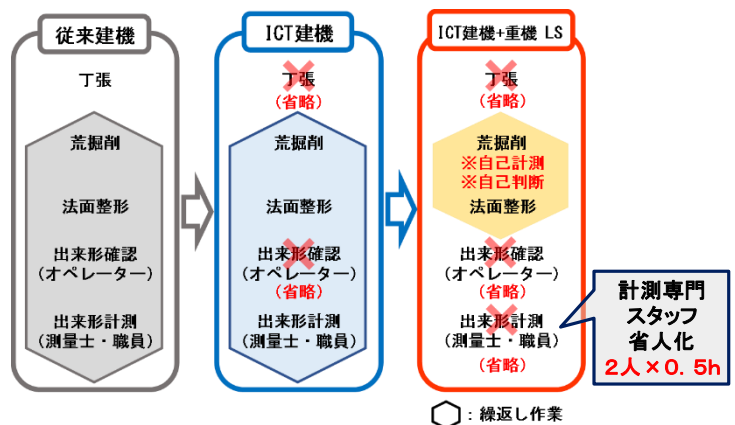 従来建機
丁張
荒掘削
法面整形
出来形確認
(オペレーター)
出来形計測
(測量士・職員)
ICT建機
丁張
(省略)
荒掘削
法面整形
出来形確認
(オペレーター)
(省略)
出来形計測
(測量士・職員)
ICT建機+重機 LS
丁張
(省略)
荒掘削
※自己計測
※自己判断
法面整形
出来形確認
(オペレーター)
(省略)
出来形計測
(測量士・職員)
(省略)
計測専門
スタッフ
省人化
2人×0.5h
：繰返し作業